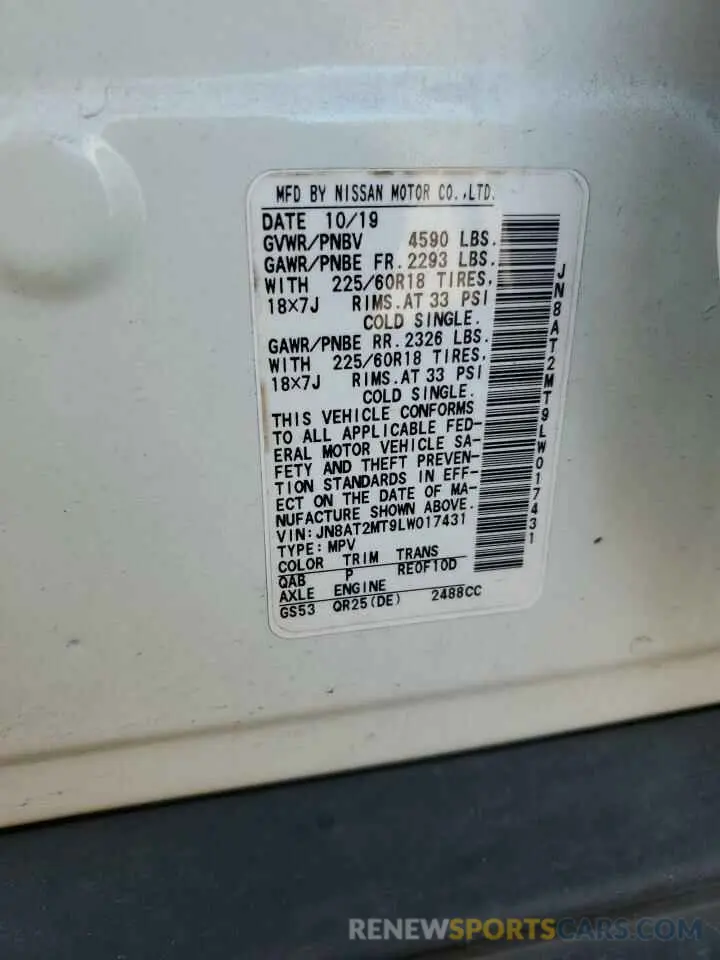 MFD BY NISSAN MOTOR CO.,LTD.
DATE 10/19
GVWR/PNBV 4590 LBS.
GAWR/PNBE FR. 2293 LBS.
WITH 225/60R18 TIRES,
18X7J RIMS.AT 33 PSI
COLD SINGLE.
GAWR/PNBE RR. 2326 LBS.
WITH 225/60R18 TIRES,
18X7J RIMS.AT 33 PSI
COLD SINGLE.
THIS VEHICLE CONFORMS
TO ALL APPLICABLE FED-
ERAL MOTOR VEHICLE SA-
FETY AND THEFT PREVEN-
TION STANDARDS IN EFF-
ECT ON THE DATE OF MA-
NUFACTURE SHOWN ABOVE.
VIN:JN8AT2MT9LW017431
TYPE:MPV
COLOR TRIM TRANS
QAB P RE0F10D
AXLE ENGINE
GS53 QR25(DE) 2488CC
JN8AT2MT9LW017431
RENEWSPORTSCARS.COM